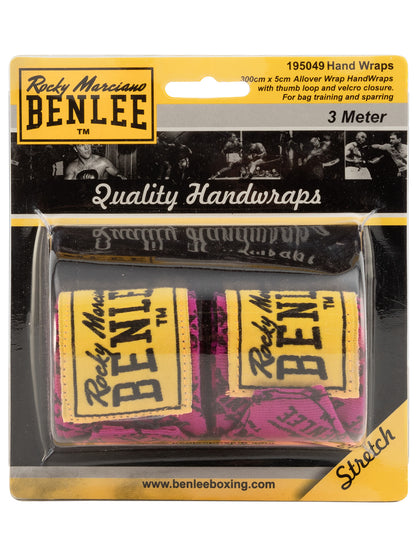 Rocky Marciano
BENLEE
TM
195049 Hand Wraps
300cm x 5cm Allover Wrap HandWraps
with thumb loop and velcro closure.
For bag training and sparring
3 Meter
Quality Handwraps
Rocky Marciano
BENLEE
TM
Rocky Marciano
BENLEE
TM
Stretch
www.benleeboxing.com